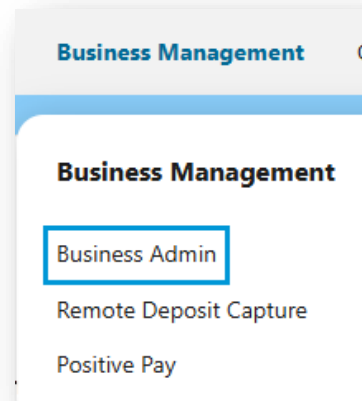 Business Management
Business Management
Business Admin
Remote Deposit Capture
Positive Pay